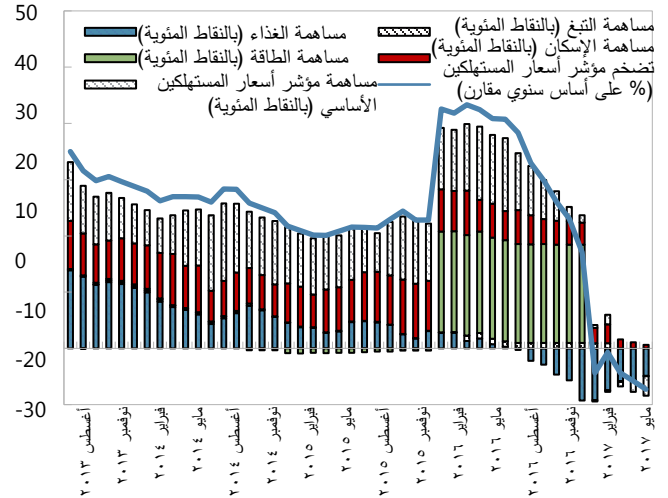 50
40
30
20
10
0
-10
-20
-30
مساهمة الغذاء (بالنقاط المئوية)
مساهمة التبغ (بالنقاط المئوية)
مساهمة الطاقة (بالنقاط المئوية)
مساهمة الإسكان (بالنقاط المئوية)
مساهمة مؤشر أسعار المستهلكين
الأساسي (بالنقاط المئوية)
تضخم مؤشر أسعار المستهلكين
(% على أساس سنوي مقارن)
أغسطس ٢٠١٣
نوفمبر ٢٠١٣
فبراير ٢٠١٤
مايو ٢٠١٤
أغسطس ٢٠١٤
نوفمبر ٢٠١٤
فبراير ٢٠١٥
مايو ٢٠١٥
أغسطس ٢٠١٥
نوفمبر ٢٠١٥
فبراير ٢٠١٦
مايو ٢٠١٦
أغسطس ٢٠١٦
نوفمبر ٢٠١٦
فبراير ٢٠١٧
مايو ٢٠١٧